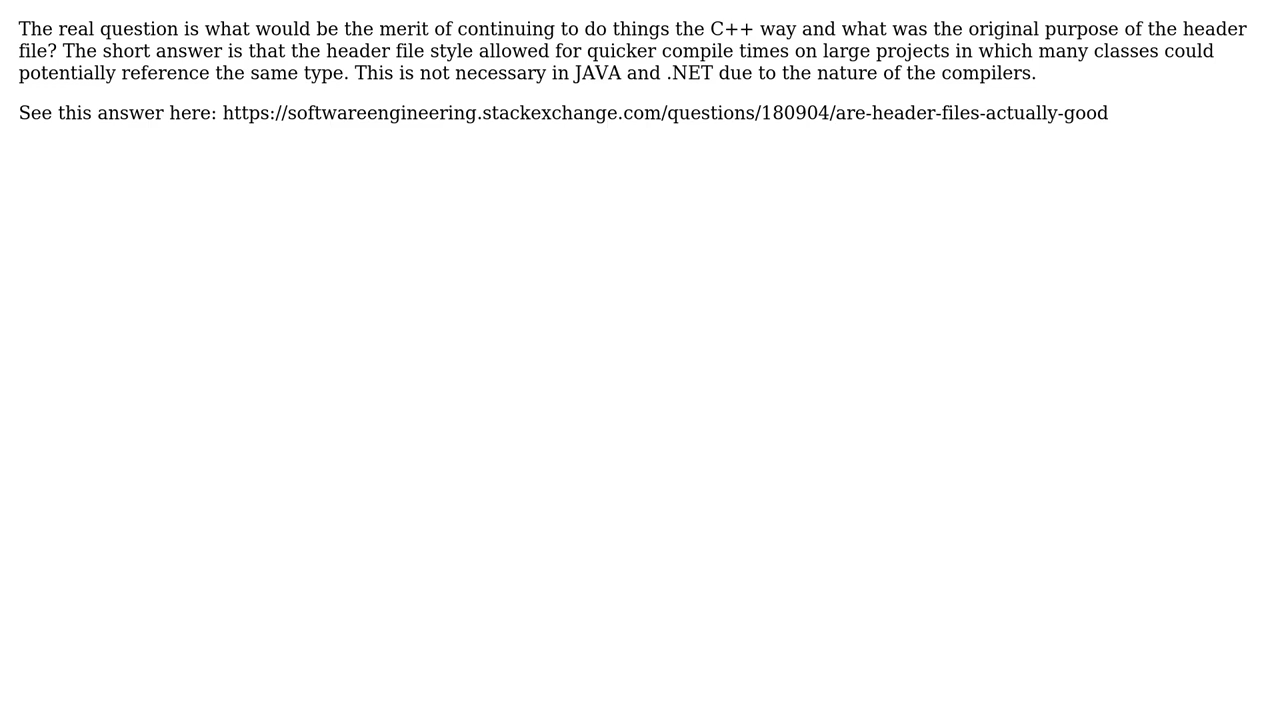 The real question is what would be the merit of continuing to do things the C++ way and what was the original purpose of the header
file? The short answer is that the header file style allowed for quicker compile times on large projects in which many classes could
potentially reference the same type. This is not necessary in JAVA and .NET due to the nature of the compilers.
See this answer here: https://softwareengineering.stackexchange.com/questions/180904/are-header-files-actually-good